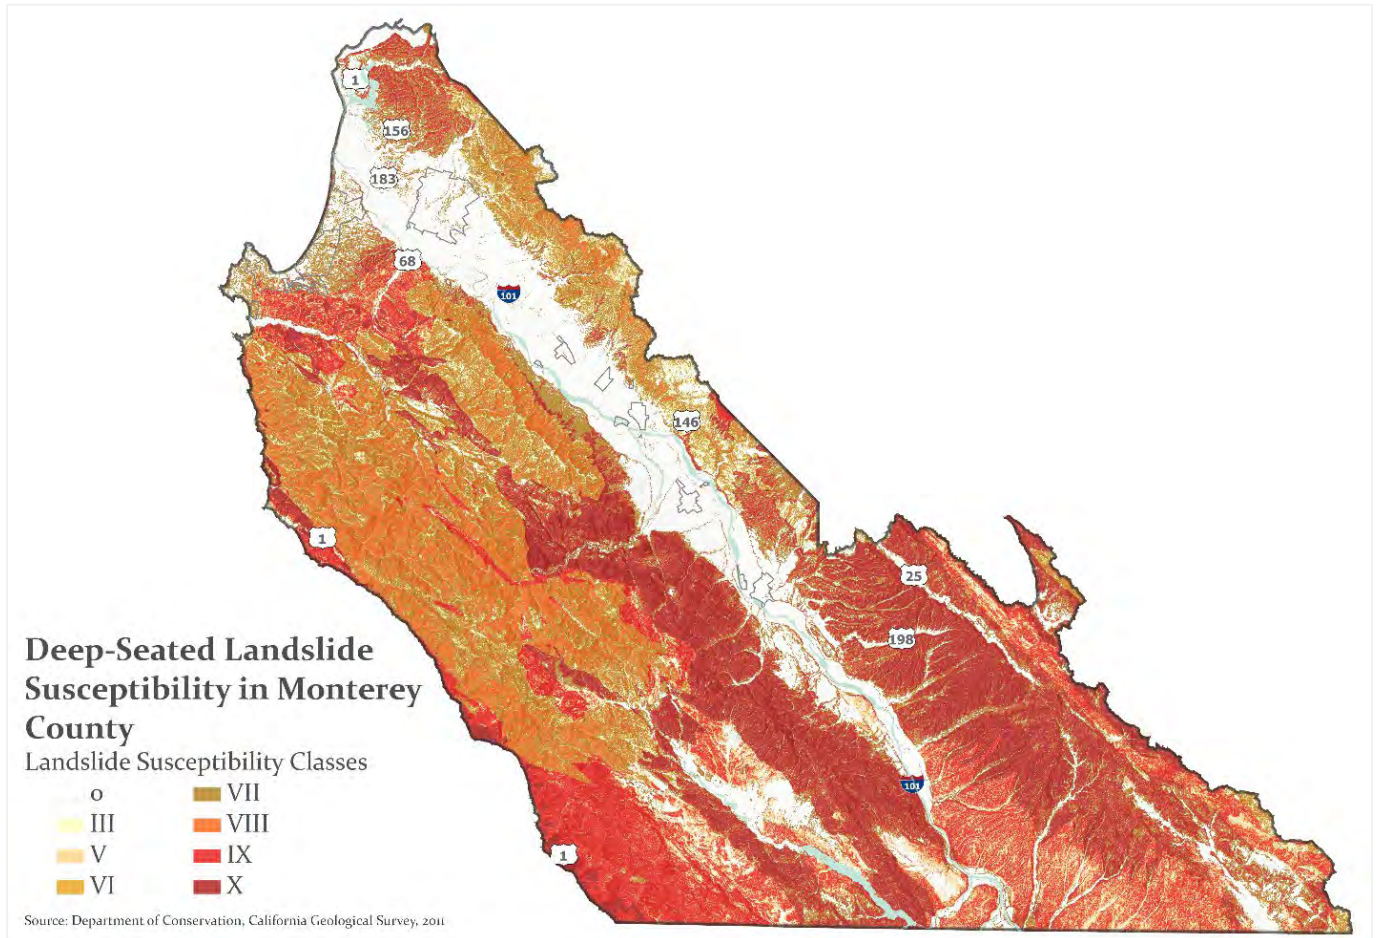 1
156
183
68
101
146
1
25
198
Deep-Seated Landslide
Susceptibility in Monterey
County
Landslide Susceptibility Classes
0 VII
III VIII
V IX
VI X
101
1
Source: Department of Conservation, California Geological Survey, 2011